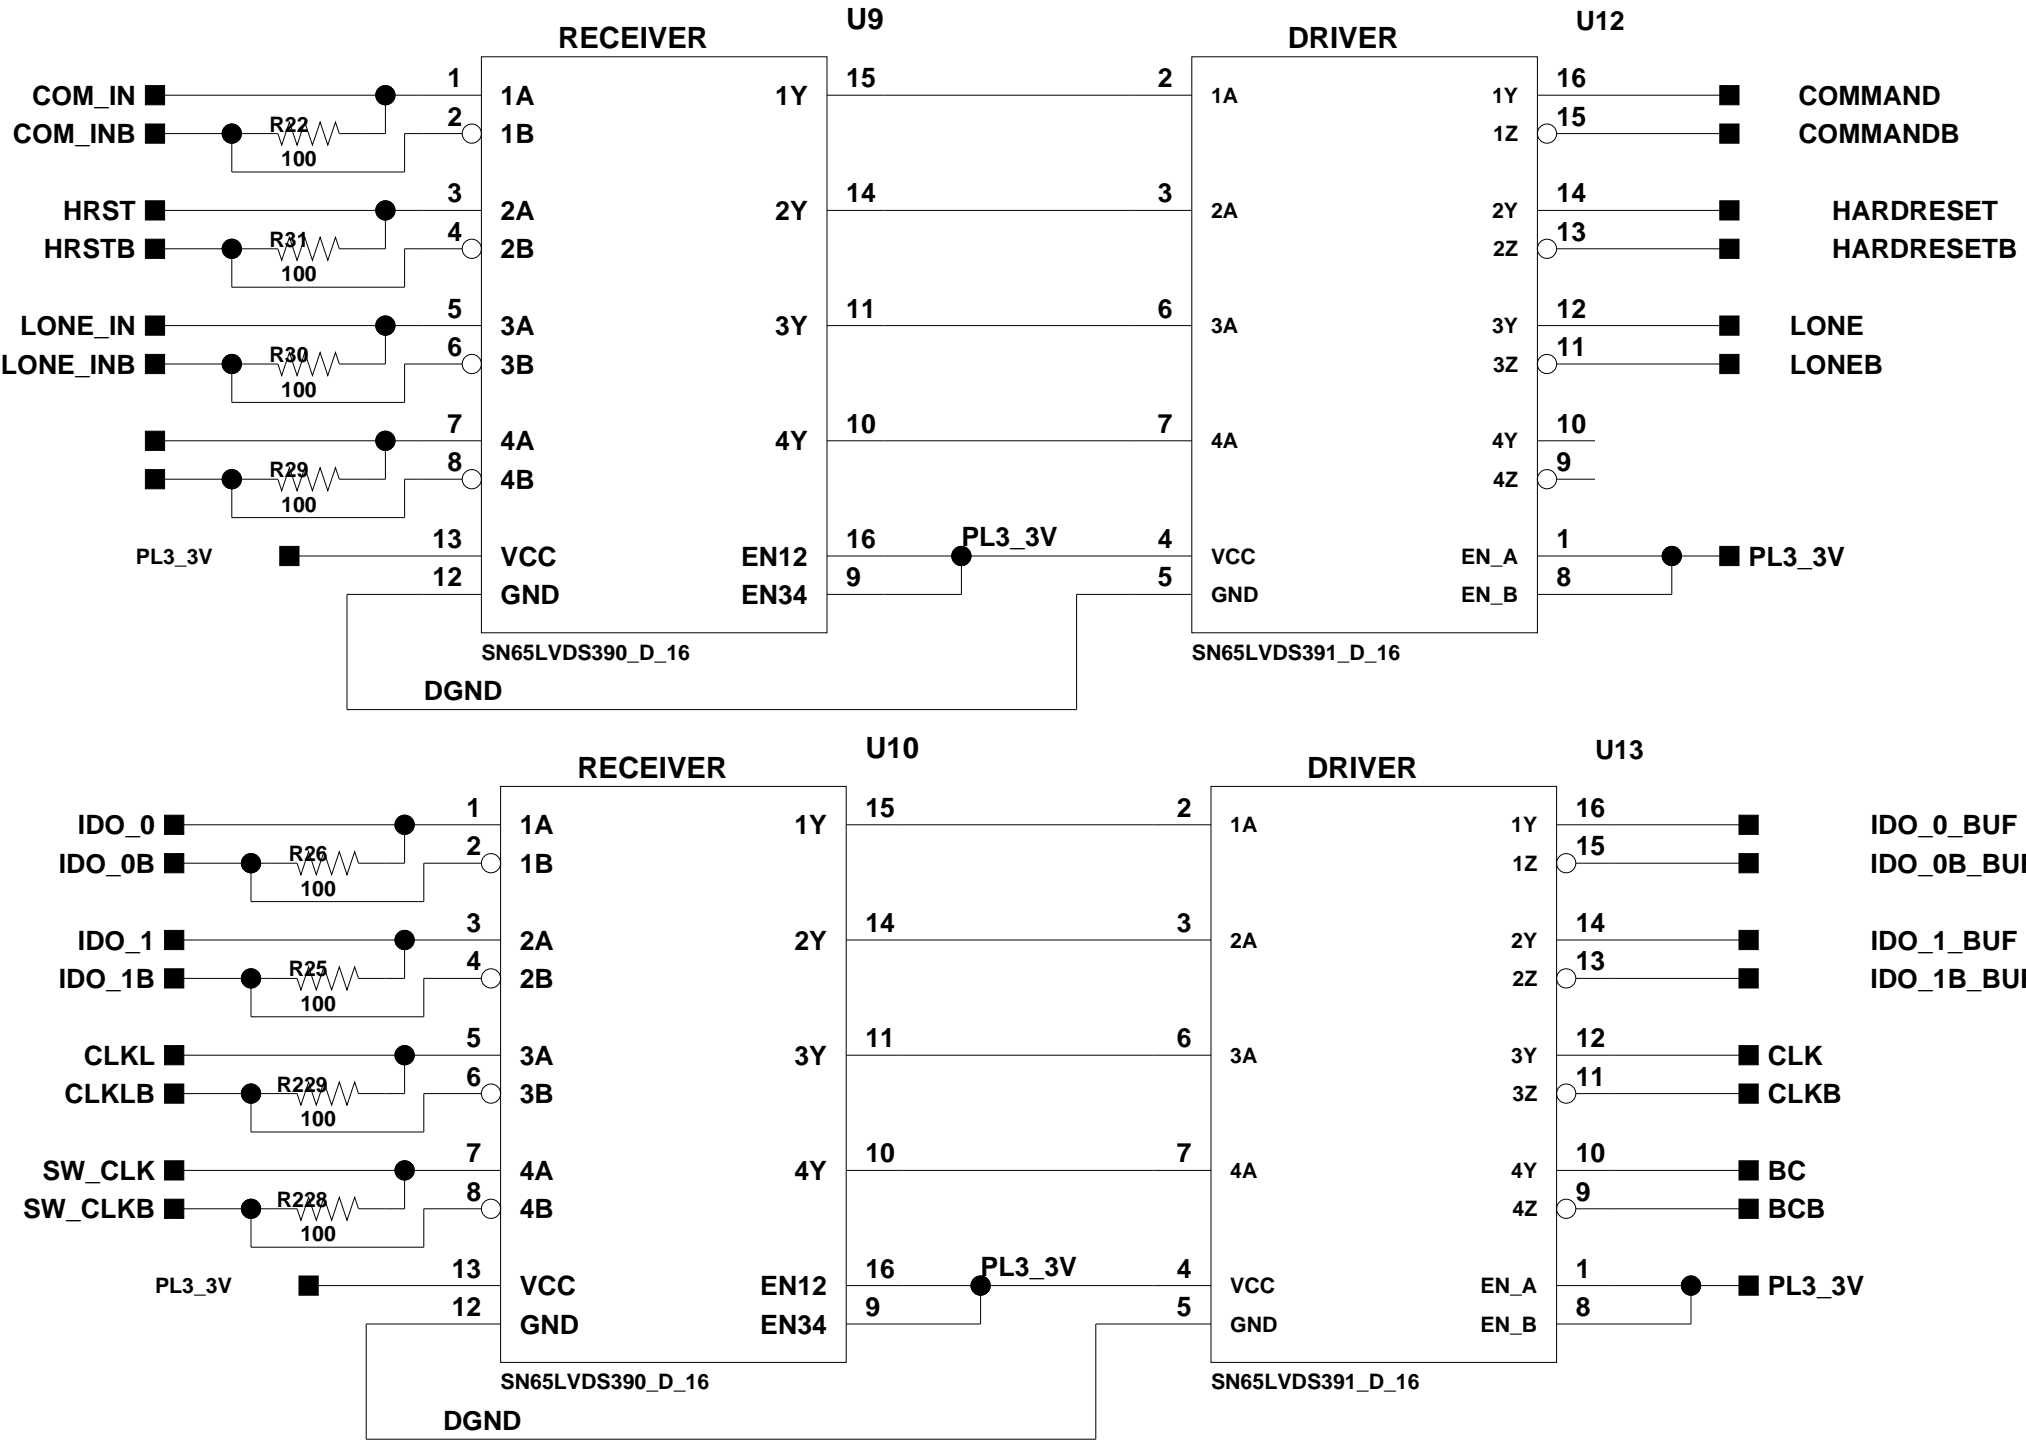 U9
U12
RECEIVER
DRIVER
COM_IN 1 1A 1Y 15 2 1A 1Y 16 COMMAND
COM_INB R22 2 1B 1Z 15 COMMANDB
100
HRST 3 2A 2Y 14 3 2A 2Y 14 HARDRESET
HRSTB R31 4 2B 2Z 13 HARDRESETB
100
LONE_IN 5 3A 3Y 11 6 3A 3Y 12 LONE
LONE_INB R30 6 3B 3Z 11 LONEB
100
7 4A 4Y 10 7 4A 4Y 10
R29 8 4B 4Z 9
100
PL3_3V 13 VCC EN12 16 PL3_3V 4 VCC EN_A 1 PL3_3V
12 GND EN34 9 5 GND EN_B 8
SN65LVDS390_D_16 SN65LVDS391_D_16
DGND
U10
U13
RECEIVER
DRIVER
IDO_0 1 1A 1Y 15 2 1A 1Y 16 IDO_0_BUF
IDO_0B R26 2 1B 1Z 15 IDO_0B_BU
100
IDO_1 3 2A 2Y 14 3 2A 2Y 14 IDO_1_BUF
IDO_1B R25 4 2B 2Z 13 IDO_1B_BU
100
CLKL 5 3A 3Y 11 6 3A 3Y 12 CLK
CLKLB R229 6 3B 3Z 11 CLKB
100
SW_CLK 7 4A 4Y 10 7 4A 4Y 10 BC
SW_CLKB R228 8 4B 4Z 9 BCB
100
PL3_3V 13 VCC EN12 16 PL3_3V 4 VCC EN_A 1 PL3_3V
12 GND EN34 9 5 GND EN_B 8
SN65LVDS390_D_16 SN65LVDS391_D_16
DGND